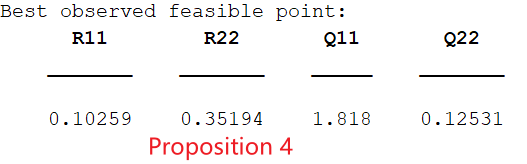 Best observed feasible point:
R11 R22 Q11 Q22
0.10259 0.35194 1.818 0.12531
Proposition 4